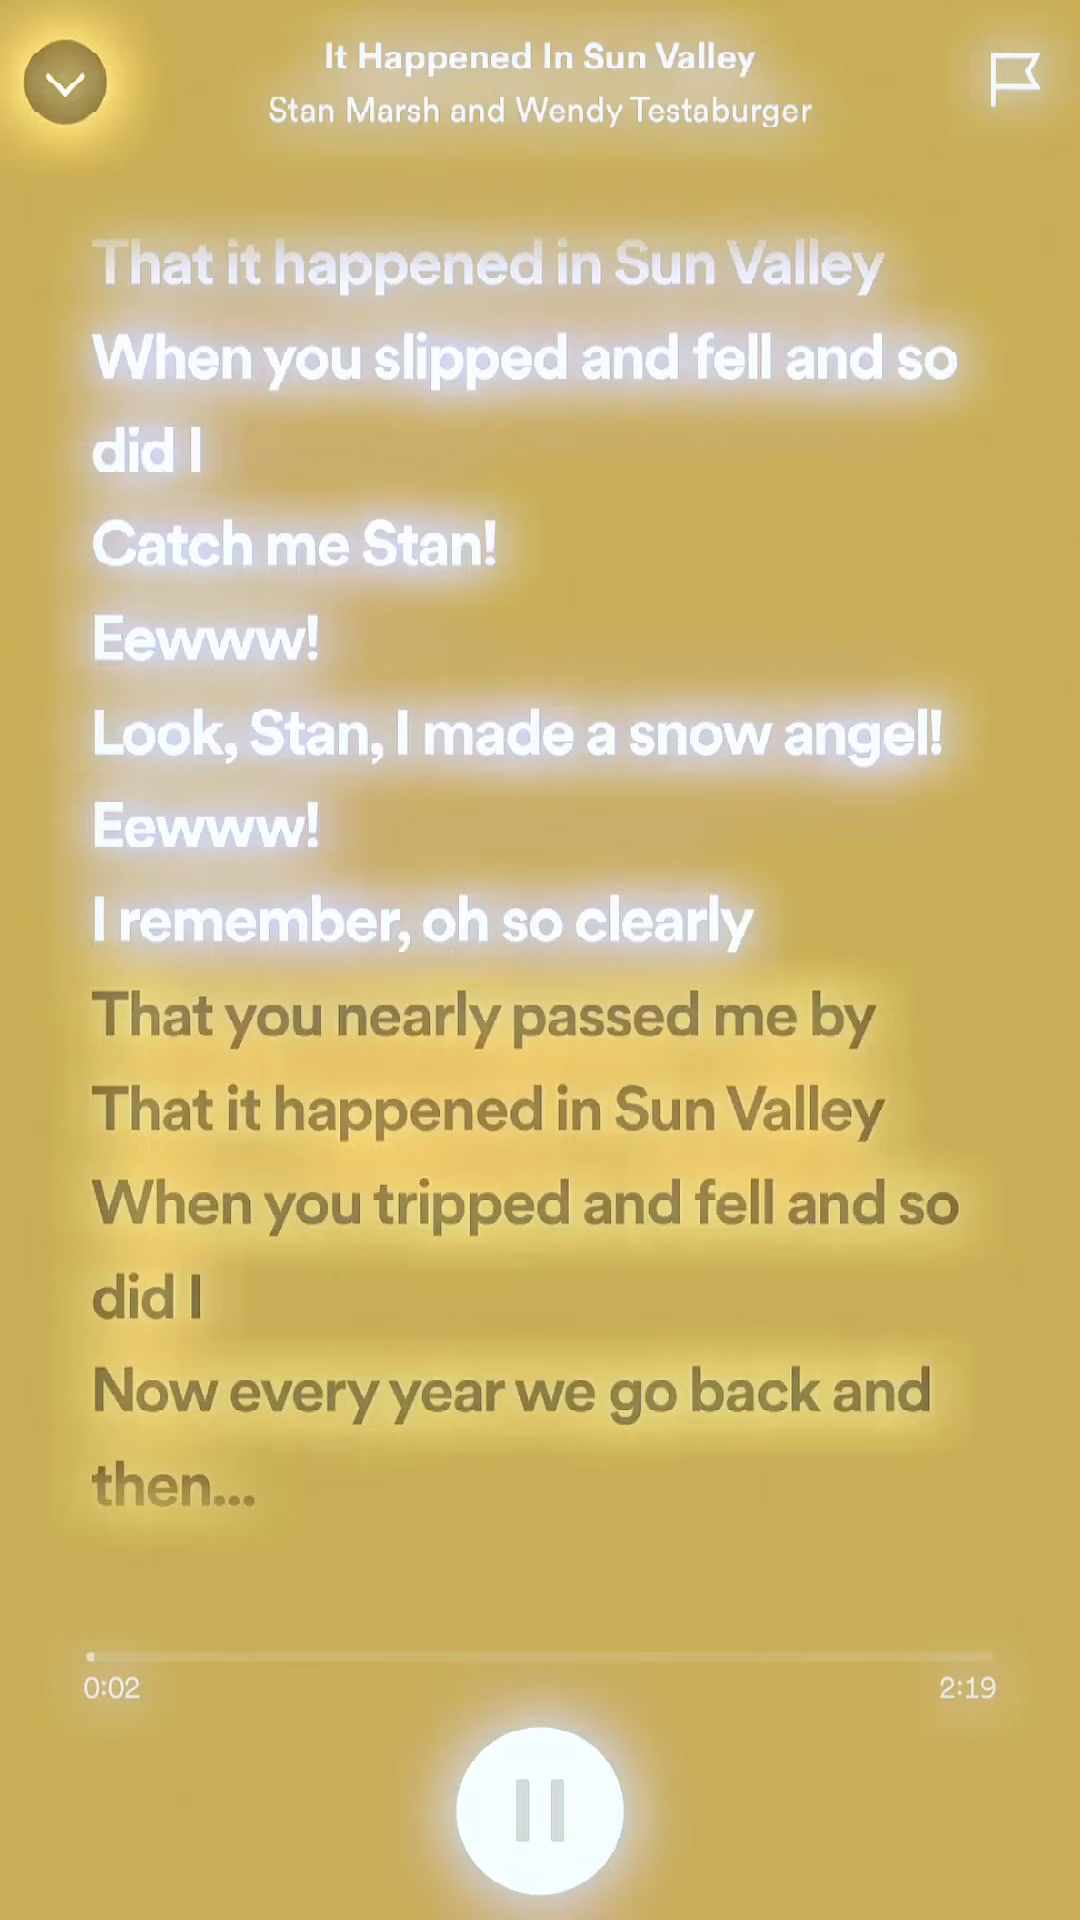 It Happened In Sun Valley
Stan Marsh and Wendy Testaburger
That it happened in Sun Valley
When you slipped and fell and so
did I
Catch me Stan!
Eewww!
Look, Stan, I made a snow angel!
Eewww!
I remember, oh so clearly
That you nearly passed me by
That it happened in Sun Valley
When you tripped and fell and so
did I
Now every year we go back and
then...
0:02
2:19